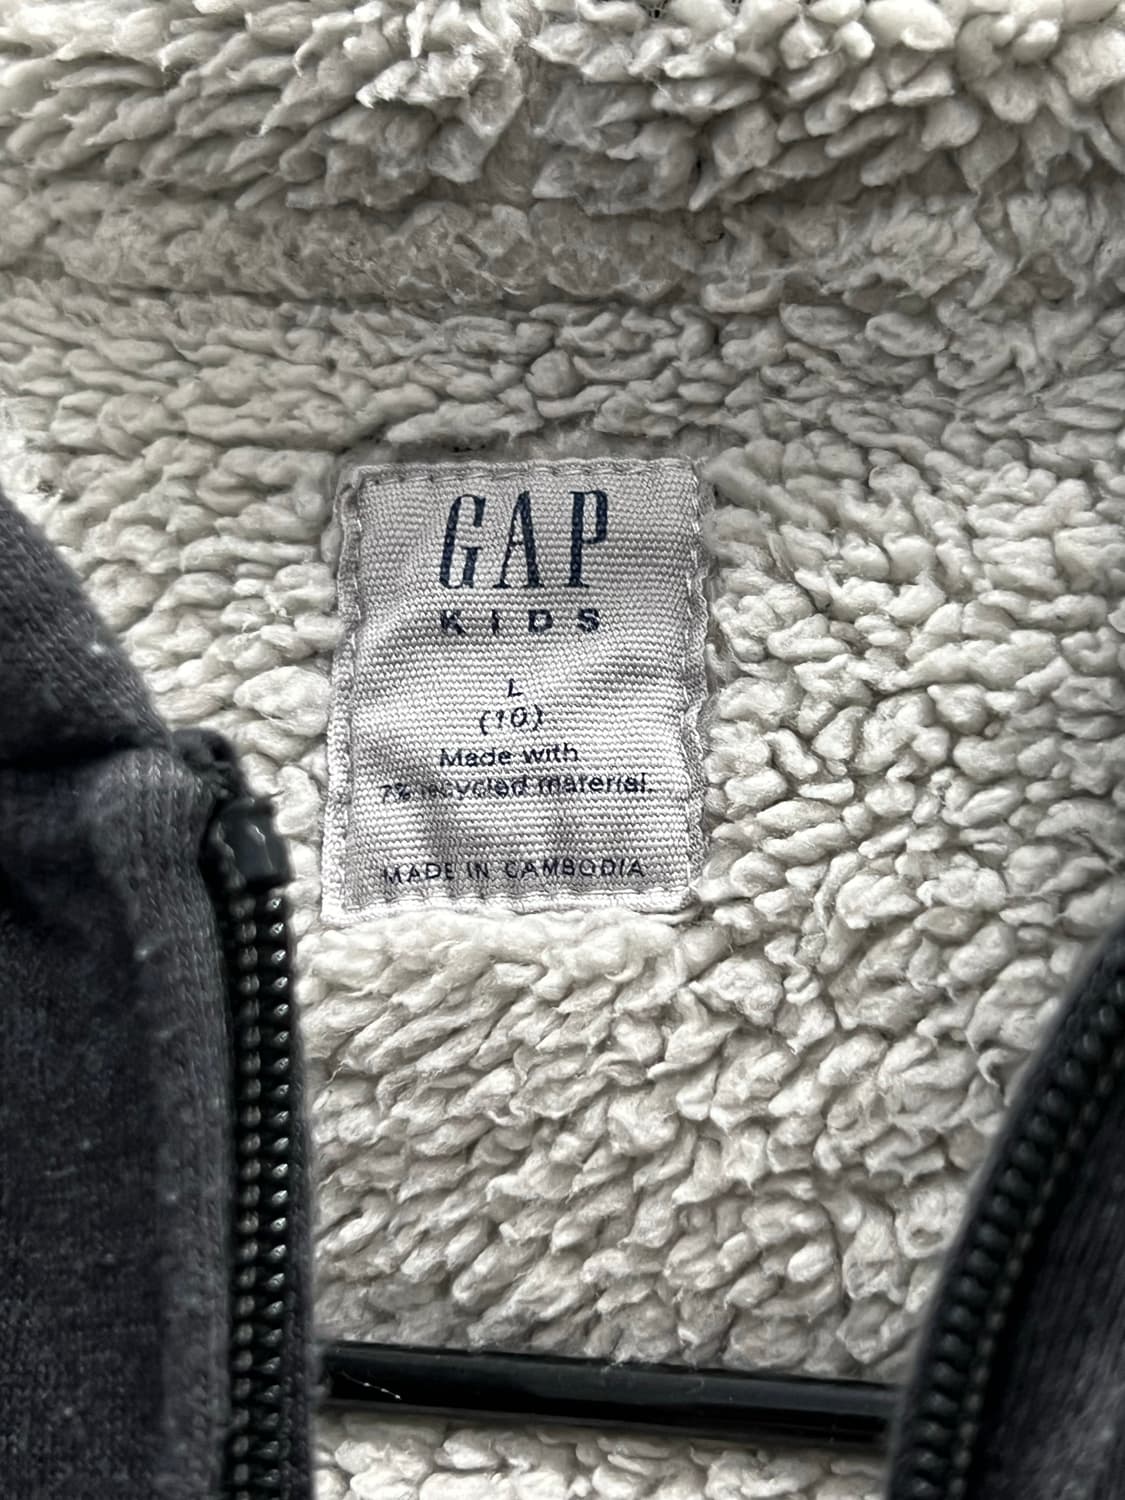 GAP
KIDS
L
(10)
Made with
7% recycled material.
MADE IN CAMBODIA